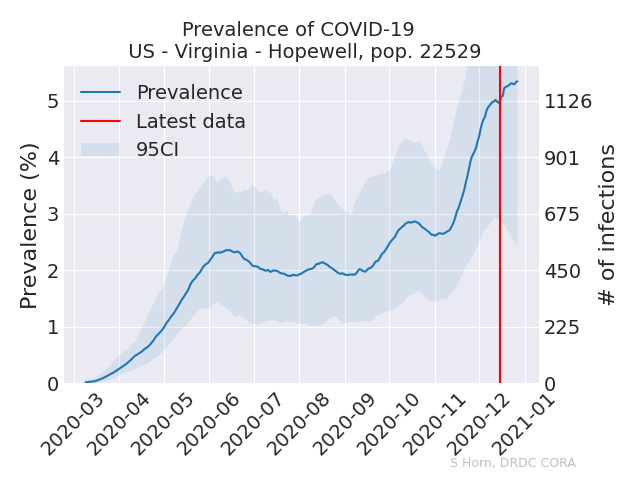 Prevalence of COVID-19
US - Virginia - Hopewell, pop. 22529
Prevalence
Latest data
95CI
Prevalence (%)
5
4
3
2
1
0
# of infections
1126
901
675
450
225
0
2020-03
2020-04
2020-05
2020-06
2020-07
2020-08
2020-09
2020-10
2020-11
2020-12
2021-01
S Horn, DRDC CORA